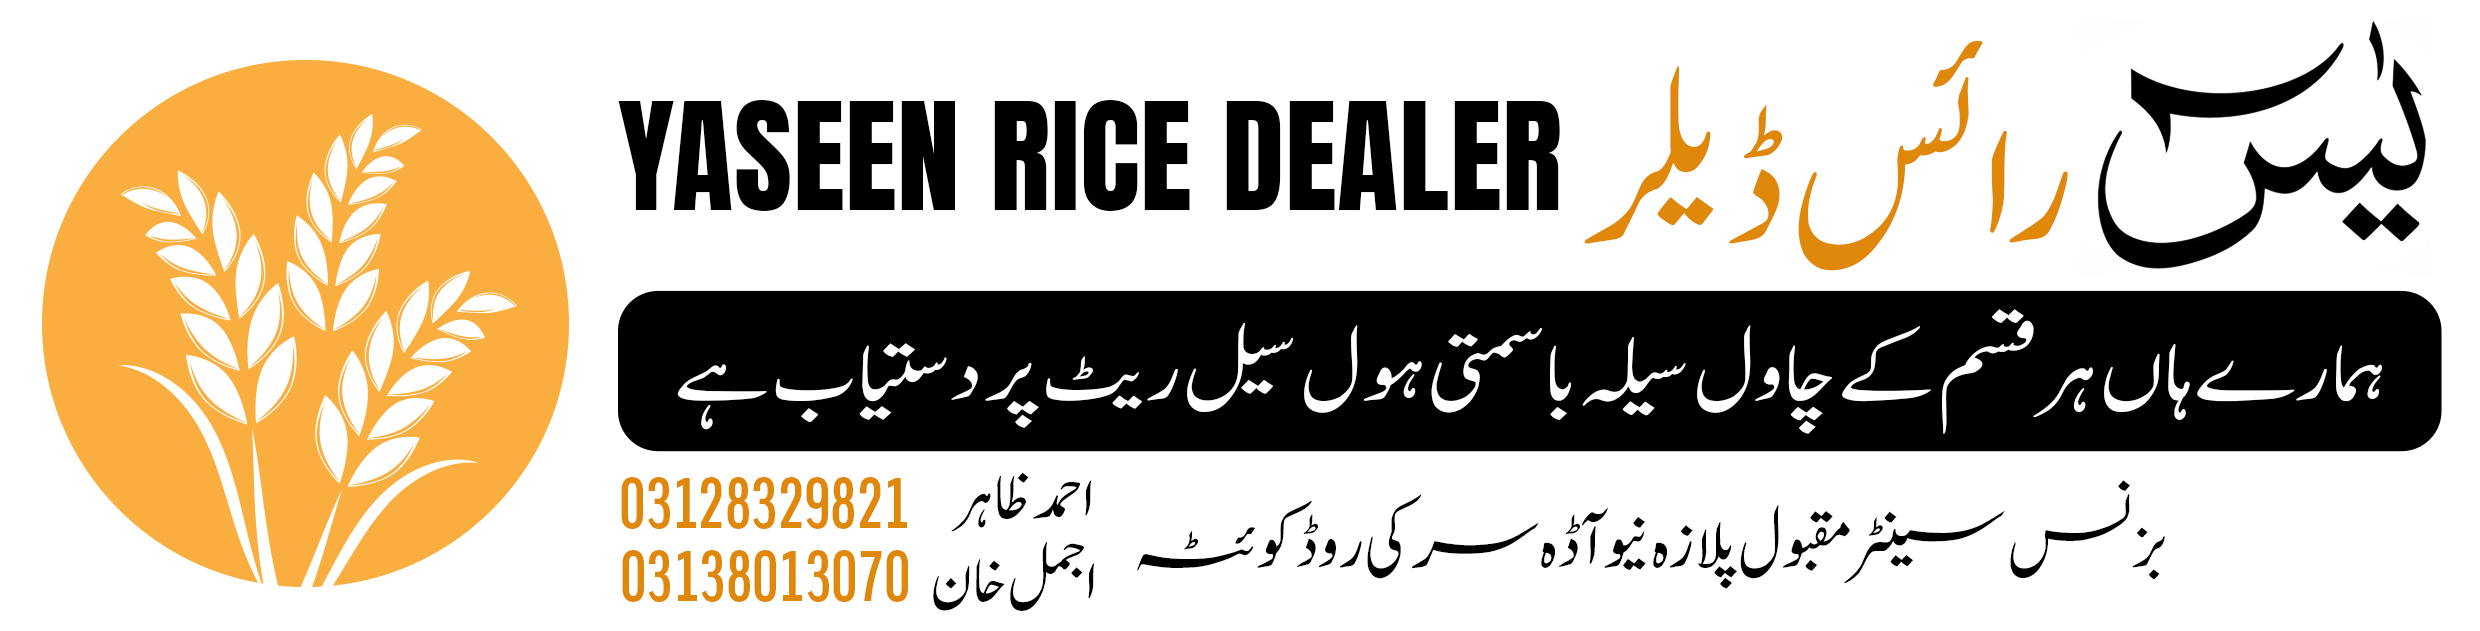 YASEEN RICE DEALER
یٰس رائس ڈیلر
ہمارے ہاں ہر قسم کے چاول سیلہ باسمتی ہول سیل ریٹ پر دستیاب ہے
بزنس سینٹر مقبول پلازہ نیو آڈہ سرکی روڈ کوئٹہ
احمد ظاہر 03128329821
اجمل خان 03138013070